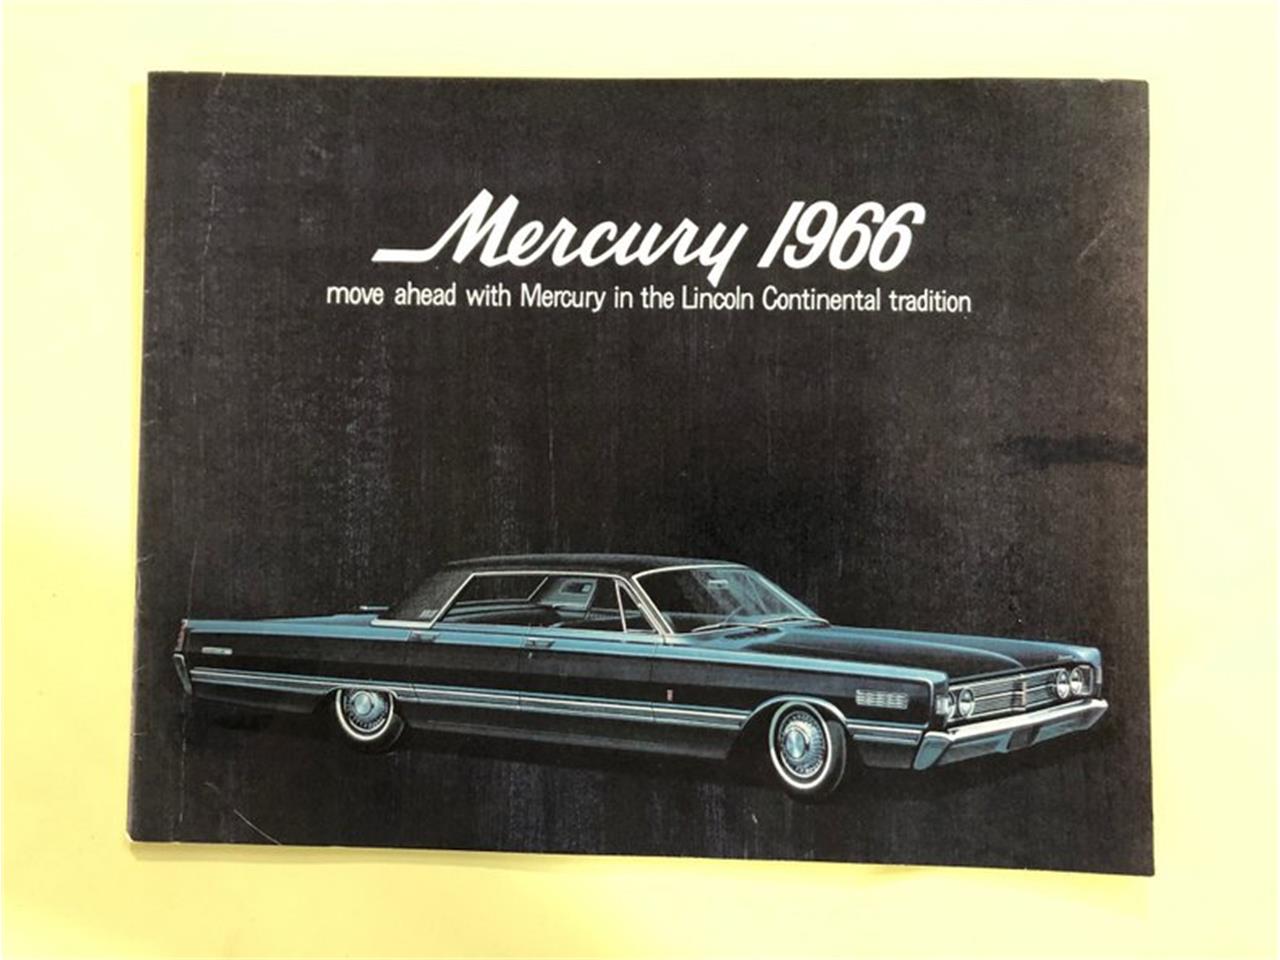 Mercury 1966
move ahead with Mercury in the Lincoln Continental tradition